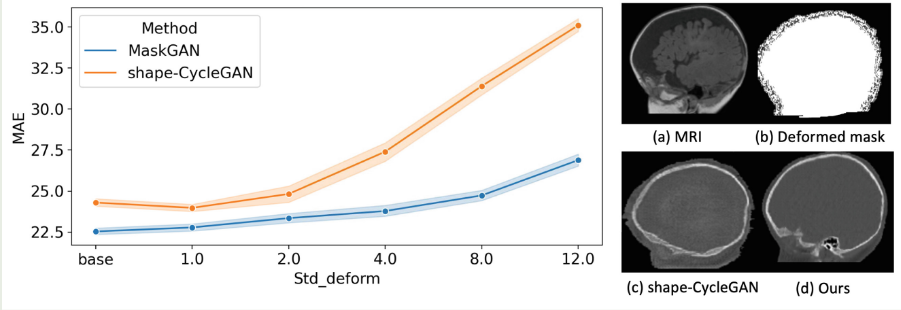 35.0
32.5
30.0
27.5
25.0
22.5
MAE
Method
MaskGAN
shape-CycleGAN
base 1.0 2.0 4.0 8.0 12.0
Std_deform
(a) MRI (b) Deformed mask
(c) shape-CycleGAN (d) Ours